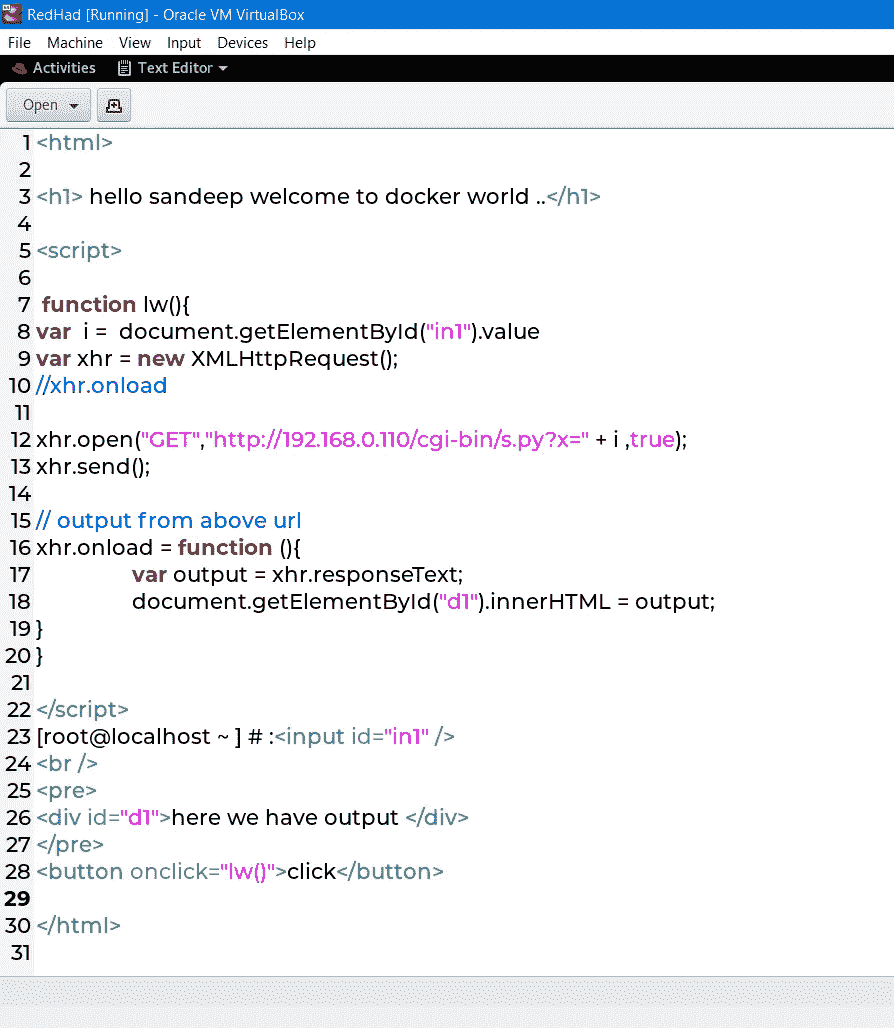 RedHad [Running] - Oracle VM VirtualBox
File Machine View Input Devices Help
Activities Text Editor
Open
1 <html>
2
3 <h1> hello sandeep welcome to docker world ..</h1>
4
5 <script>
6
7 function lw(){
8 var i = document.getElementById("in1").value
9 var xhr = new XMLHttpRequest();
10 //xhr.onload
11
12 xhr.open("GET","http://192.168.0.110/cgi-bin/s.py?x=" + i ,true);
13 xhr.send();
14
15 // output from above url
16 xhr.onload = function (){
17 var output = xhr.responseText;
18 document.getElementById("d1").innerHTML = output;
19 }
20 }
21
22 </script>
23 [root@localhost ~ ] # :<input id="in1" />
24 <br />
25 <pre>
26 <div id="d1">here we have output </div>
27 </pre>
28 <button onclick="lw()">click</button>
29
30 </html>
31